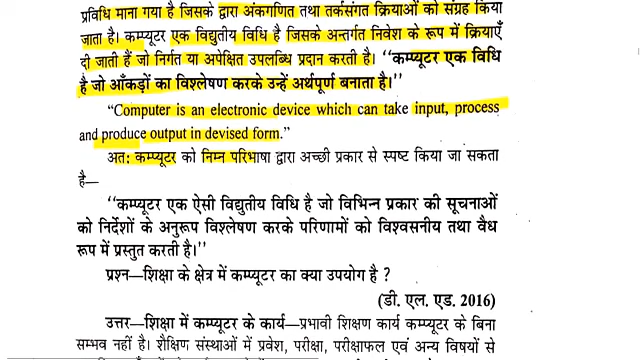 प्रविधि माना गया है जिसके द्वारा अंकगणित तथा तर्कसंगत क्रियाओं को संग्रह किया
जाता है। कम्प्यूटर एक विद्युतीय विधि है जिसके अन्तर्गत निवेश के रूप में क्रियाएँ
दी जाती हैं जो निर्गत या अपेक्षित उपलब्धि प्रदान करती है। “कम्प्यूटर एक विधि
है जो आँकड़ों का विश्लेषण करके उन्हें अर्थपूर्ण बनाता है।”
“Computer is an electronic device which can take input, process
and produce output in devised form.”
अतः कम्प्यूटर को निम्न परिभाषा द्वारा अच्छी प्रकार से स्पष्ट किया जा सकता
है—
“कम्प्यूटर एक ऐसी विद्युतीय विधि है जो विभिन्न प्रकार की सूचनाओं
को निर्देशों के अनुरूप विश्लेषण करके परिणामों को विश्वसनीय तथा वैध
रूप में प्रस्तुत करती है।”
प्रश्न—शिक्षा के क्षेत्र में कम्प्यूटर का क्या उपयोग है ?
(डी. एल. एड. 2016)
उत्तर—शिक्षा में कम्प्यूटर के कार्य—प्रभावी शिक्षण कार्य कम्प्यूटर के बिना
सम्भव नहीं है। शैक्षिण संस्थाओं में प्रवेश, परीक्षा, परीक्षाफल एवं अन्य विषयों से